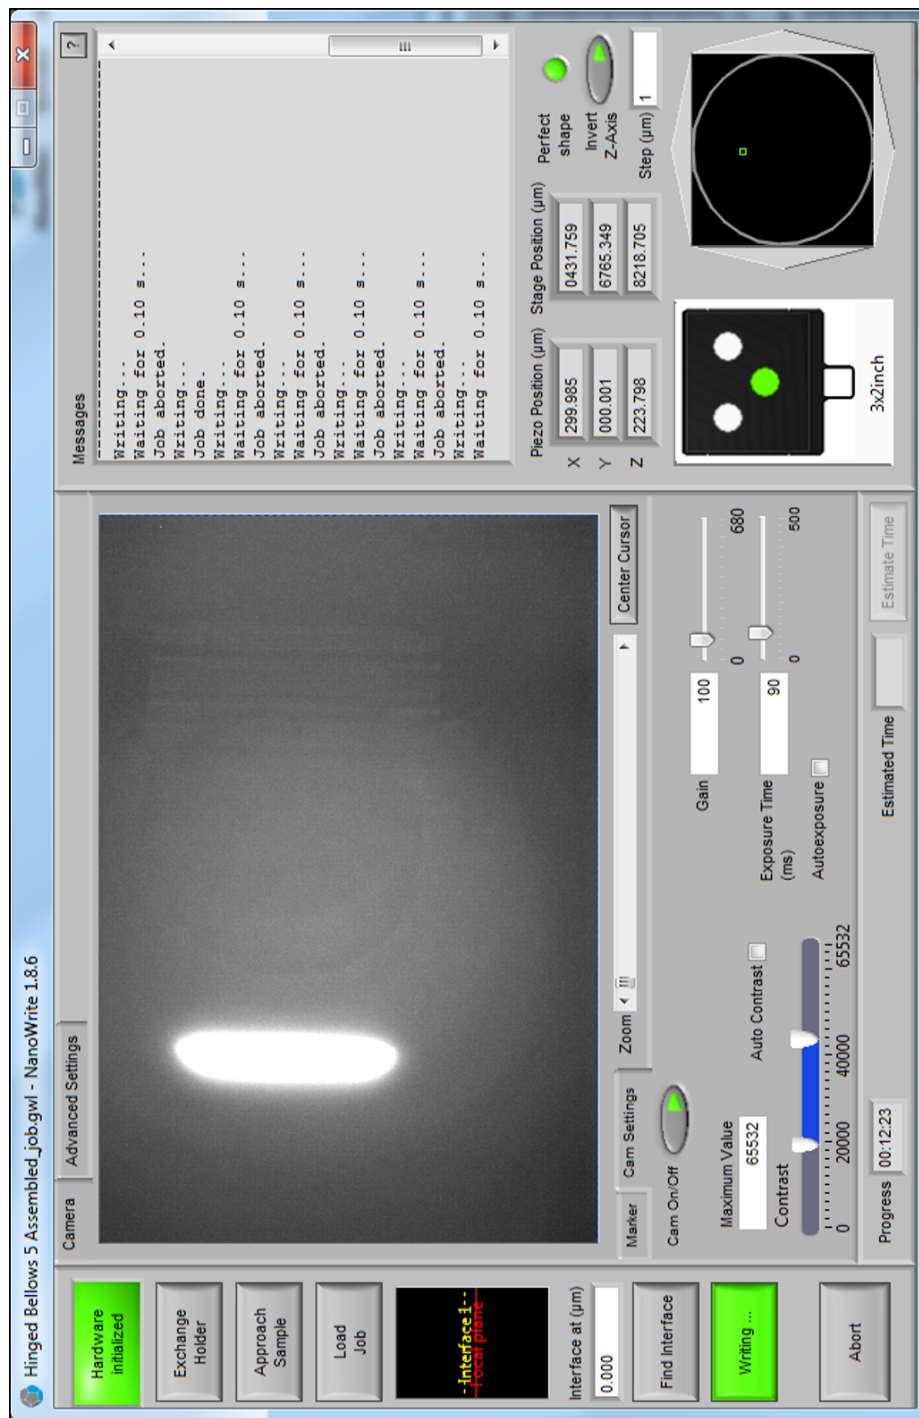 Hinged Bellows 5 Assembled_job.gwl - NanoWrite 1.8.6
Hardware
initialized
Exchange
Holder
Approach
Sample
Load
Job
--Interface 1--
Focal plane
Interface at (µm)
0.000
Find Interface
Writing ...
Abort
Camera
Advanced Settings
Zoom
Center Cursor
Marker
Cam Settings
Cam On/Off
Maximum Value
65532
Contrast
Auto Contrast
0
20000
40000
65532
Gain
100
0
680
Exposure Time
(ms)
90
0
500
Autoexposure
Progress
00:12:23
Estimated Time
Estimate Time
Messages
?
Writing...
Waiting for 0.10 s...
Job aborted.
Writing...
Job done.
Writing...
Waiting for 0.10 s...
Job aborted.
Writing...
Waiting for 0.10 s...
Job aborted.
Writing...
Waiting for 0.10 s...
Job aborted.
Writing...
Waiting for 0.10 s...
Job aborted.
Writing...
Waiting for 0.10 s...
Piezo Position (µm)
Stage Position (µm)
X
299.985
0431.759
Y
000.001
6765.349
Z
223.798
8218.705
Perfect
shape
Invert
Z-Axis
Step (µm)
1
3x2inch